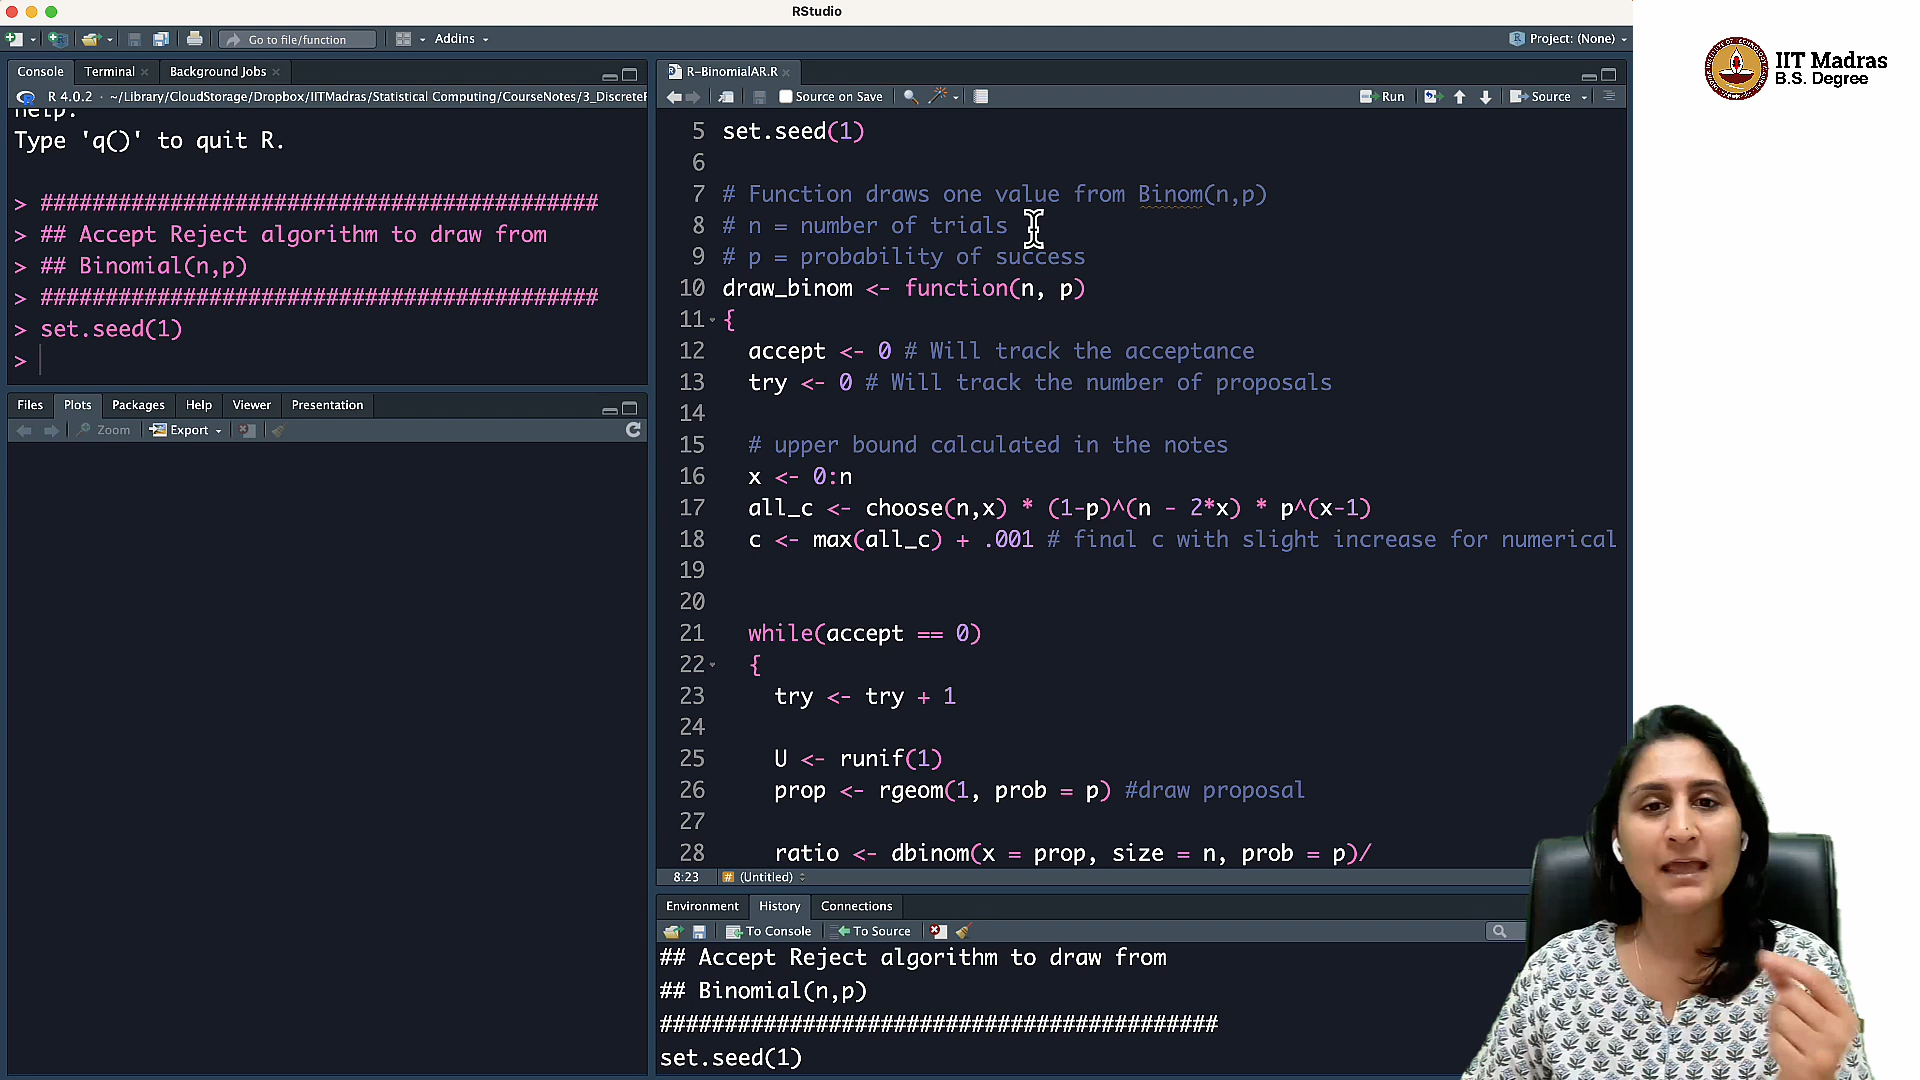 RStudio
Go to file/function
Addins
Project: (None)
IIT Madras
B.S. Degree
Console
Terminal
Background Jobs
R 4.0.2 · ~/Library/CloudStorage/Dropbox/IITMadras/Statistical Computing/CourseNotes/3_Discrete
help.
Type 'q()' to quit R.
> ###########################################
> ## Accept Reject algorithm to draw from
> ## Binomial(n,p)
> ###########################################
> set.seed(1)
>
Files
Plots
Packages
Help
Viewer
Presentation
Zoom
Export
R-BinomialAR.R
Source on Save
Run
Source
5 set.seed(1)
6
7 # Function draws one value from Binom(n,p)
8 # n = number of trials
9 # p = probability of success
10 draw_binom <- function(n, p)
11 {
12 accept <- 0 # Will track the acceptance
13 try <- 0 # Will track the number of proposals
14
15 # upper bound calculated in the notes
16 x <- 0:n
17 all_c <- choose(n,x) * (1-p)^(n - 2*x) * p^(x-1)
18 c <- max(all_c) + .001 # final c with slight increase for numerical
19
20
21 while(accept == 0)
22 {
23 try <- try + 1
24
25 U <- runif(1)
26 prop <- rgeom(1, prob = p) #draw proposal
27
28 ratio <- dbinom(x = prop, size = n, prob = p)/
8:23
(Untitled)
Environment
History
Connections
To Console
To Source
## Accept Reject algorithm to draw from
## Binomial(n,p)
###########################################
set.seed(1)